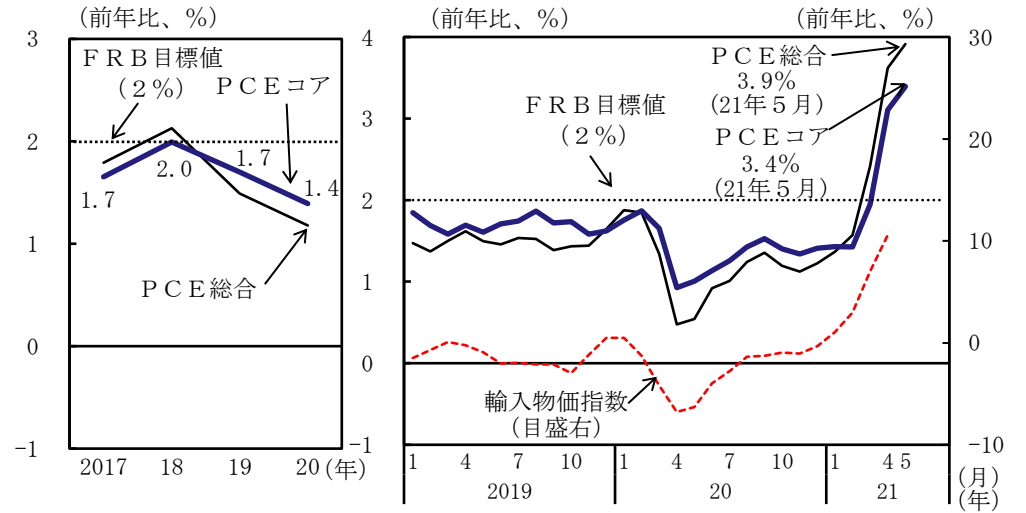 (前年比、%)
3
2
1
0
-1
FRB目標値
(2%)
PCEコア
1.7
2.0
1.7
1.4
PCE総合
2017 18 19 20 (年)
(前年比、%)
(前年比、%)
4
3
2
1
0
-1
30
20
10
0
-10
PCE総合
3.9%
(21年5月)
FRB目標値
(2%)
PCEコア
3.4%
(21年5月)
輸入物価指数
(目盛右)
1 4 7 10 1 4 7 10 1 4 5 (月)
2019 20 21 (年)